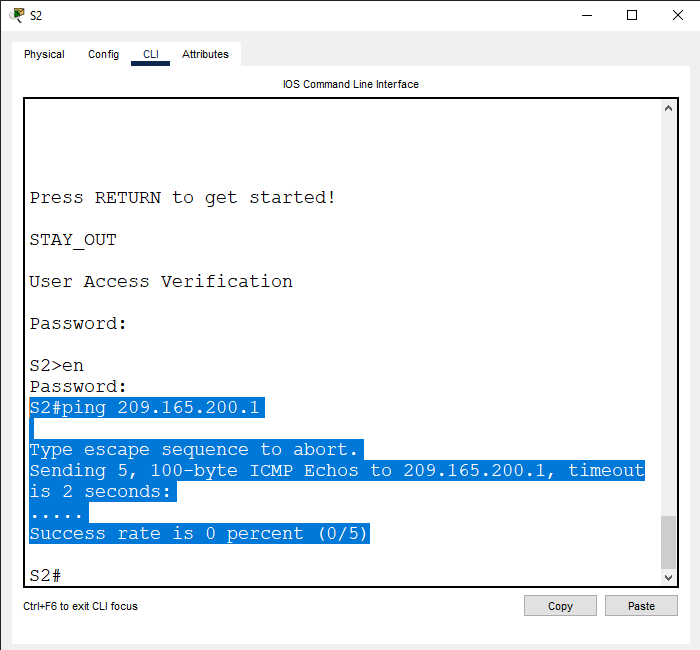 S2
Physical Config CLI Attributes
IOS Command Line Interface
Press RETURN to get started!
STAY_OUT
User Access Verification
Password:
S2>en
Password:
S2#ping 209.165.200.1
Type escape sequence to abort.
Sending 5, 100-byte ICMP Echos to 209.165.200.1, timeout
is 2 seconds:
.....
Success rate is 0 percent (0/5)
S2#
Ctrl+F6 to exit CLI focus
Copy Paste